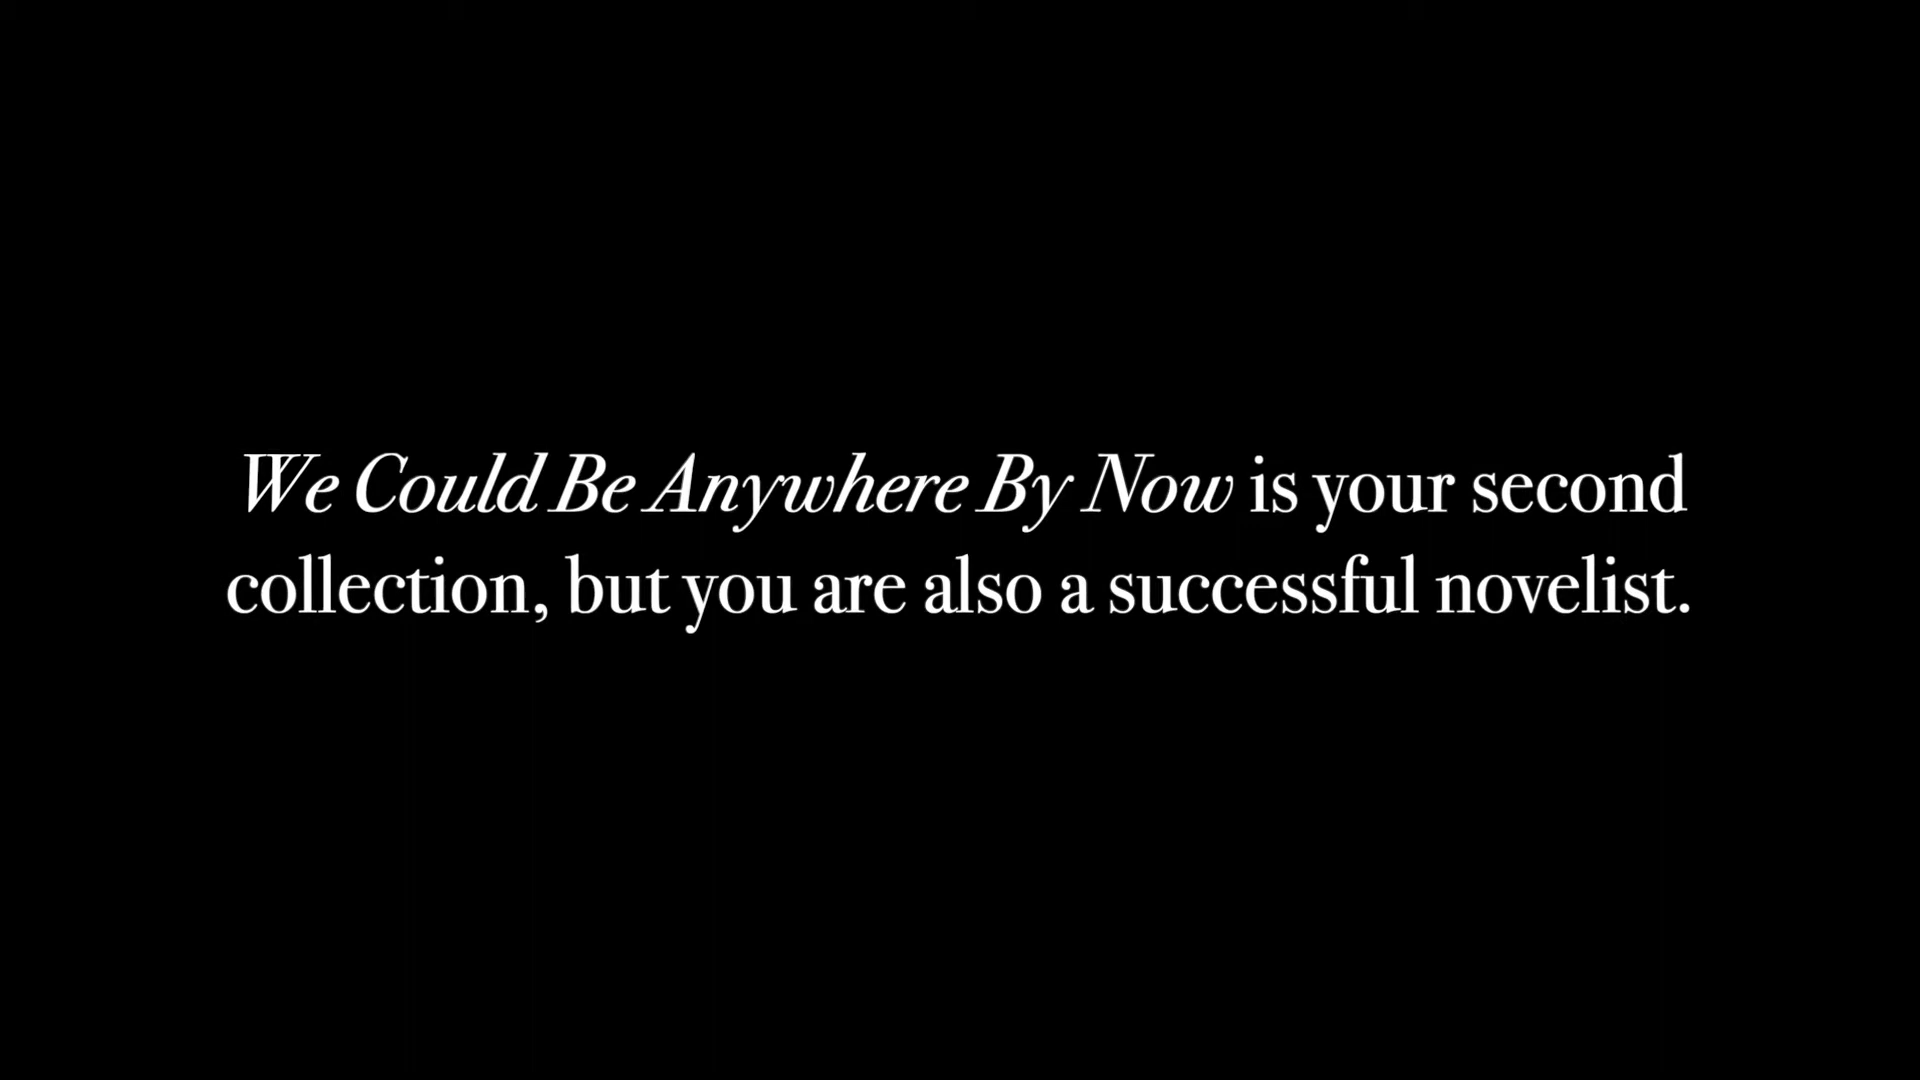 We Could Be Anywhere By Now is your second
collection, but you are also a successful novelist.